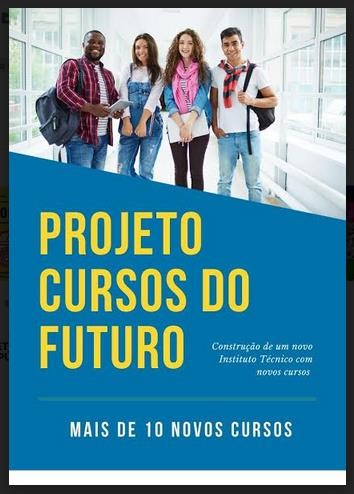 PROJETO
CURSOS DO
FUTURO
Construção de um novo
Instituto Técnico com
novos cursos
MAIS DE 10 NOVOS CURSOS